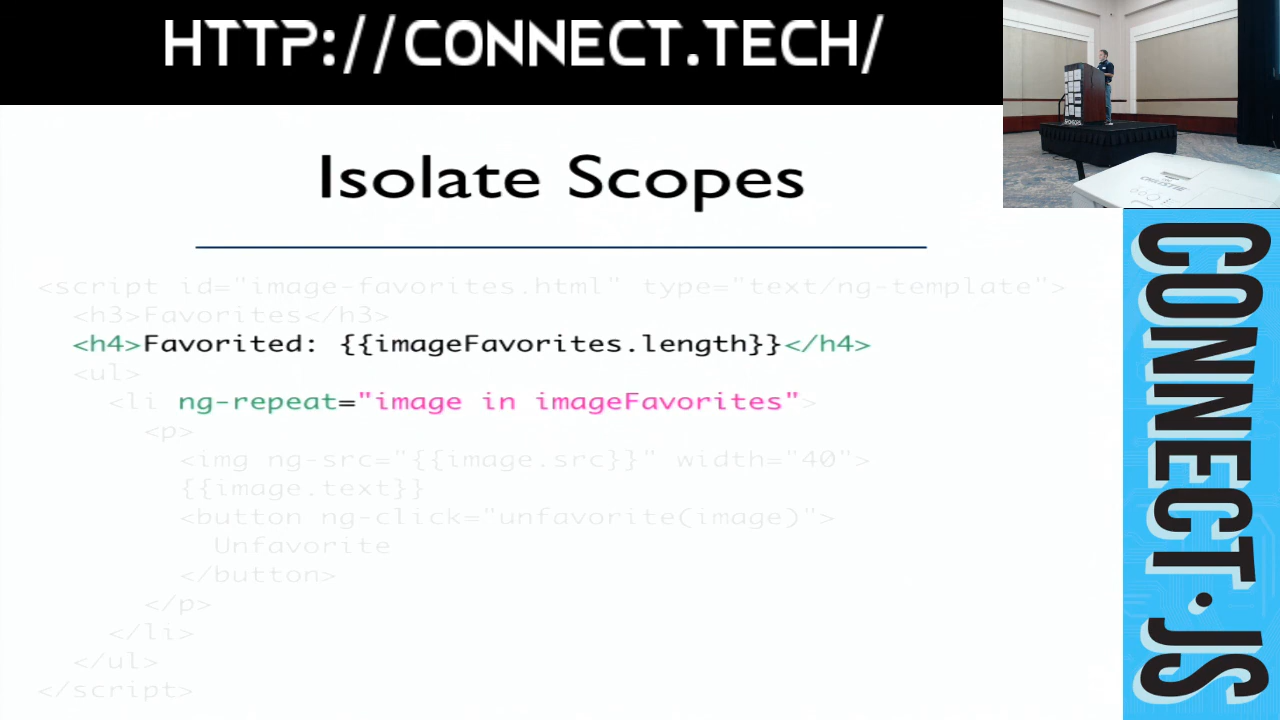 HTTP://CONNECT.TECH/
Isolate Scopes
<script id="image-favorites.html" type="text/ng-template">
<h3>Favorites</h3>
<h4>Favorited: {{imageFavorites.length}}</h4>
<ul>
<li ng-repeat="image in imageFavorites">
<p>
<img ng-src="{{image.src}}" width="40">
{{image.text}}
<button ng-click="unfavorite(image)">
Unfavorite
</button>
</p>
</li>
</ul>
</script>
CHRISTIE
CONNECT.JS